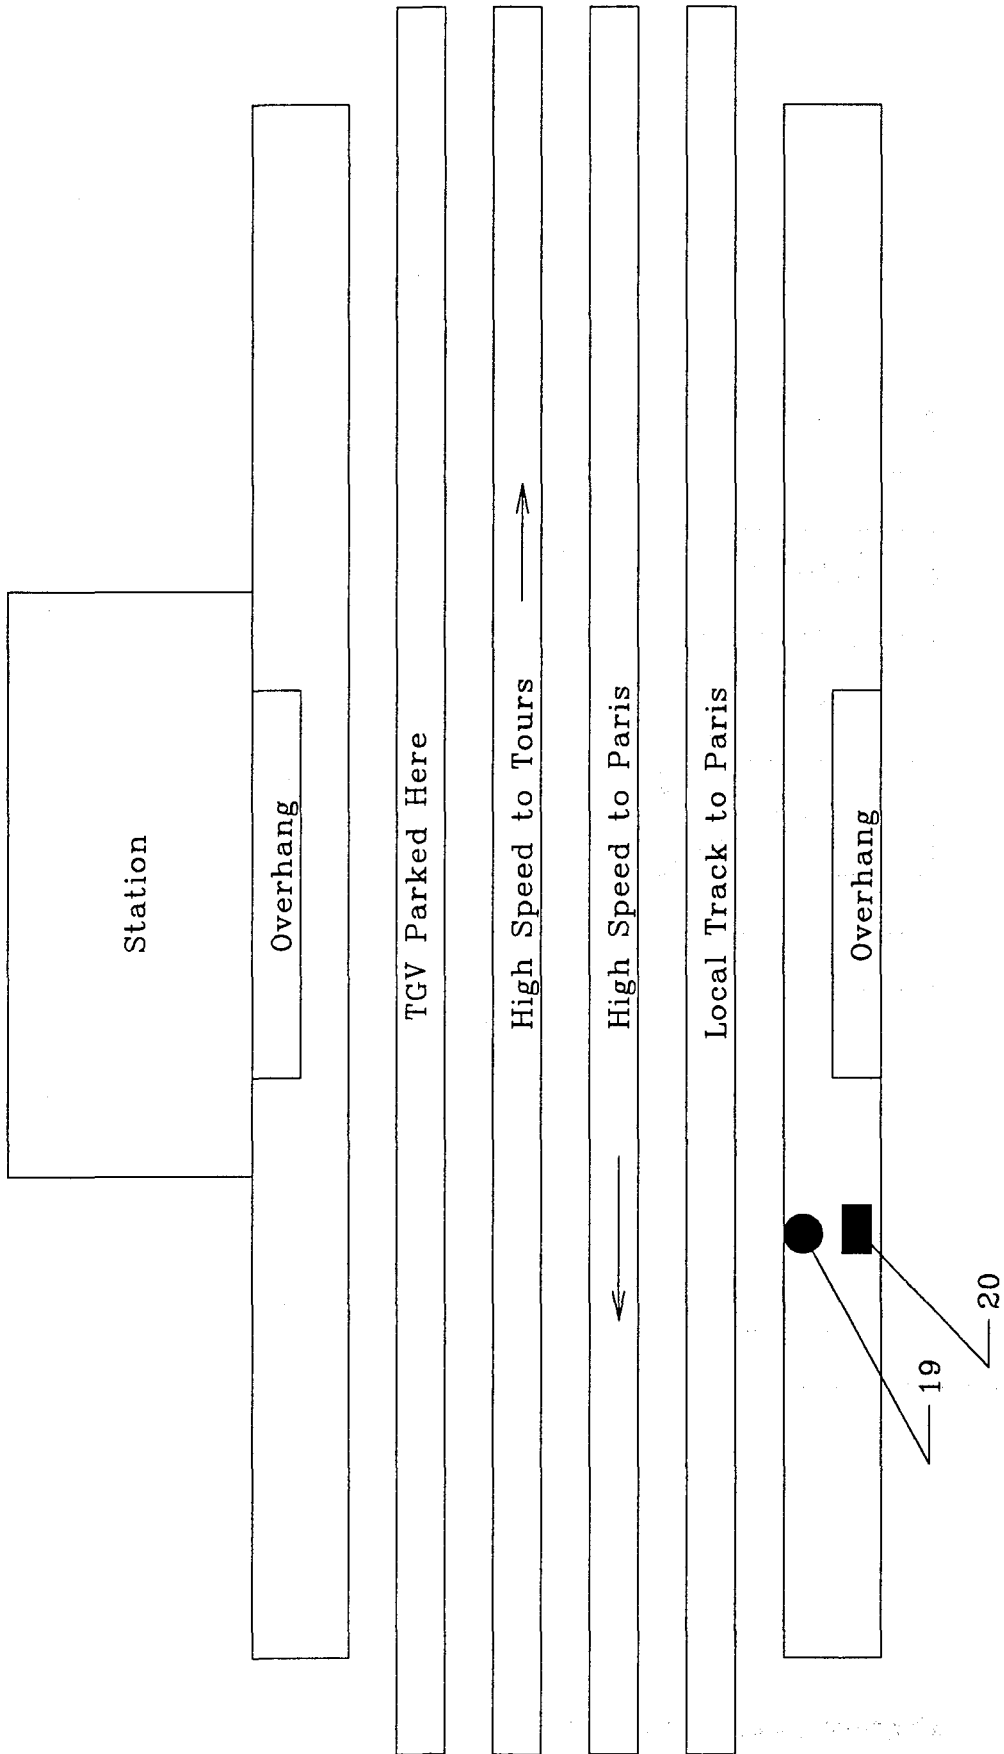 Station
Overhang
TGV Parked Here
High Speed to Tours
High Speed to Paris
Local Track to Paris
Overhang
19
20